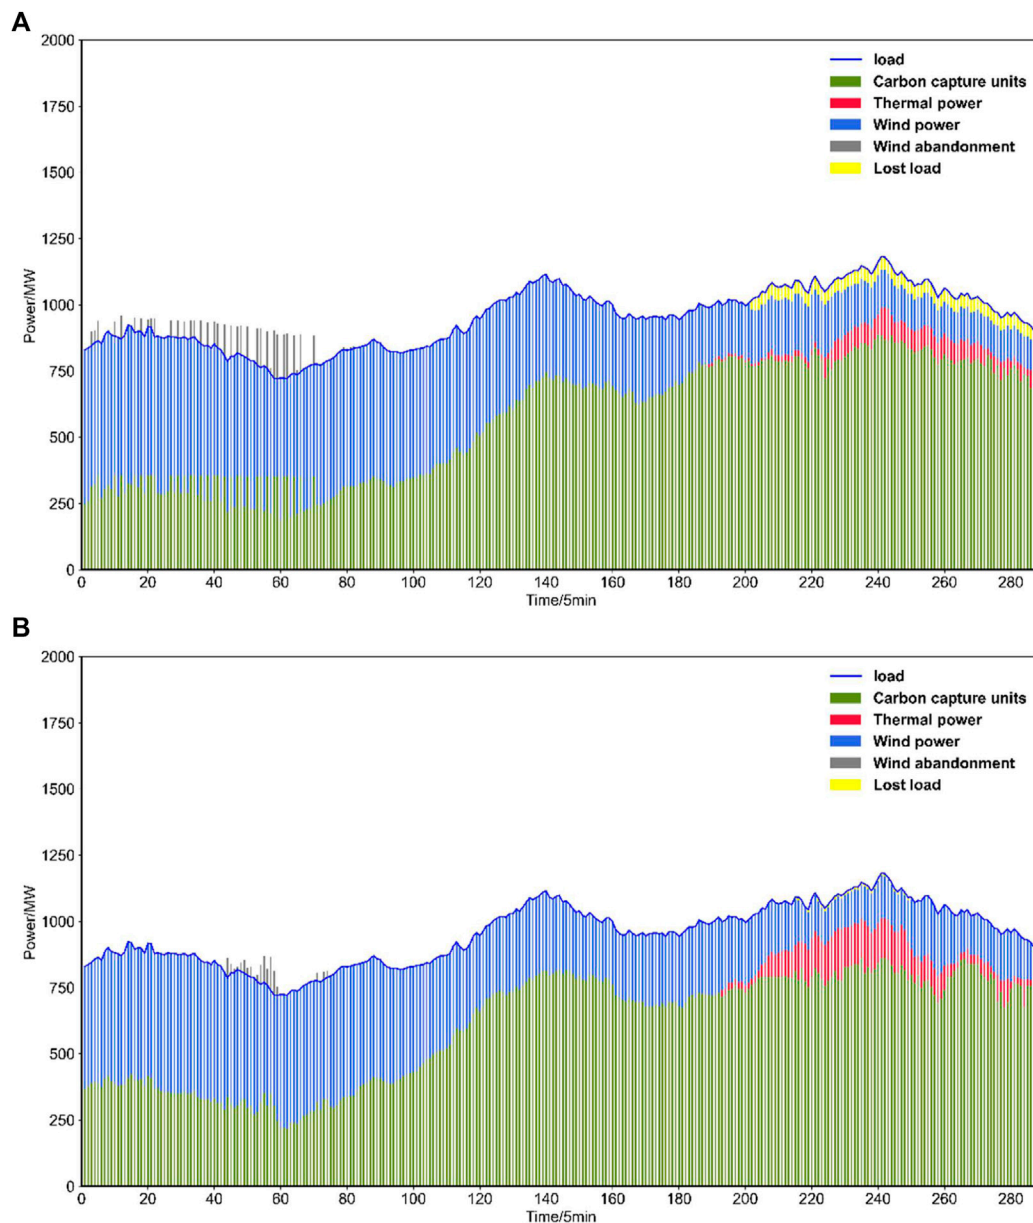 A
2000
1750
1500
1250
1000
750
500
250
0
Power/MW
load
Carbon capture units
Thermal power
Wind power
Wind abandonment
Lost load
0 20 40 60 80 100 120 140 160 180 200 220 240 260 280
Time/5min
B
2000
1750
1500
1250
1000
750
500
250
0
Power/MW
load
Carbon capture units
Thermal power
Wind power
Wind abandonment
Lost load
0 20 40 60 80 100 120 140 160 180 200 220 240 260 280
Time/5min